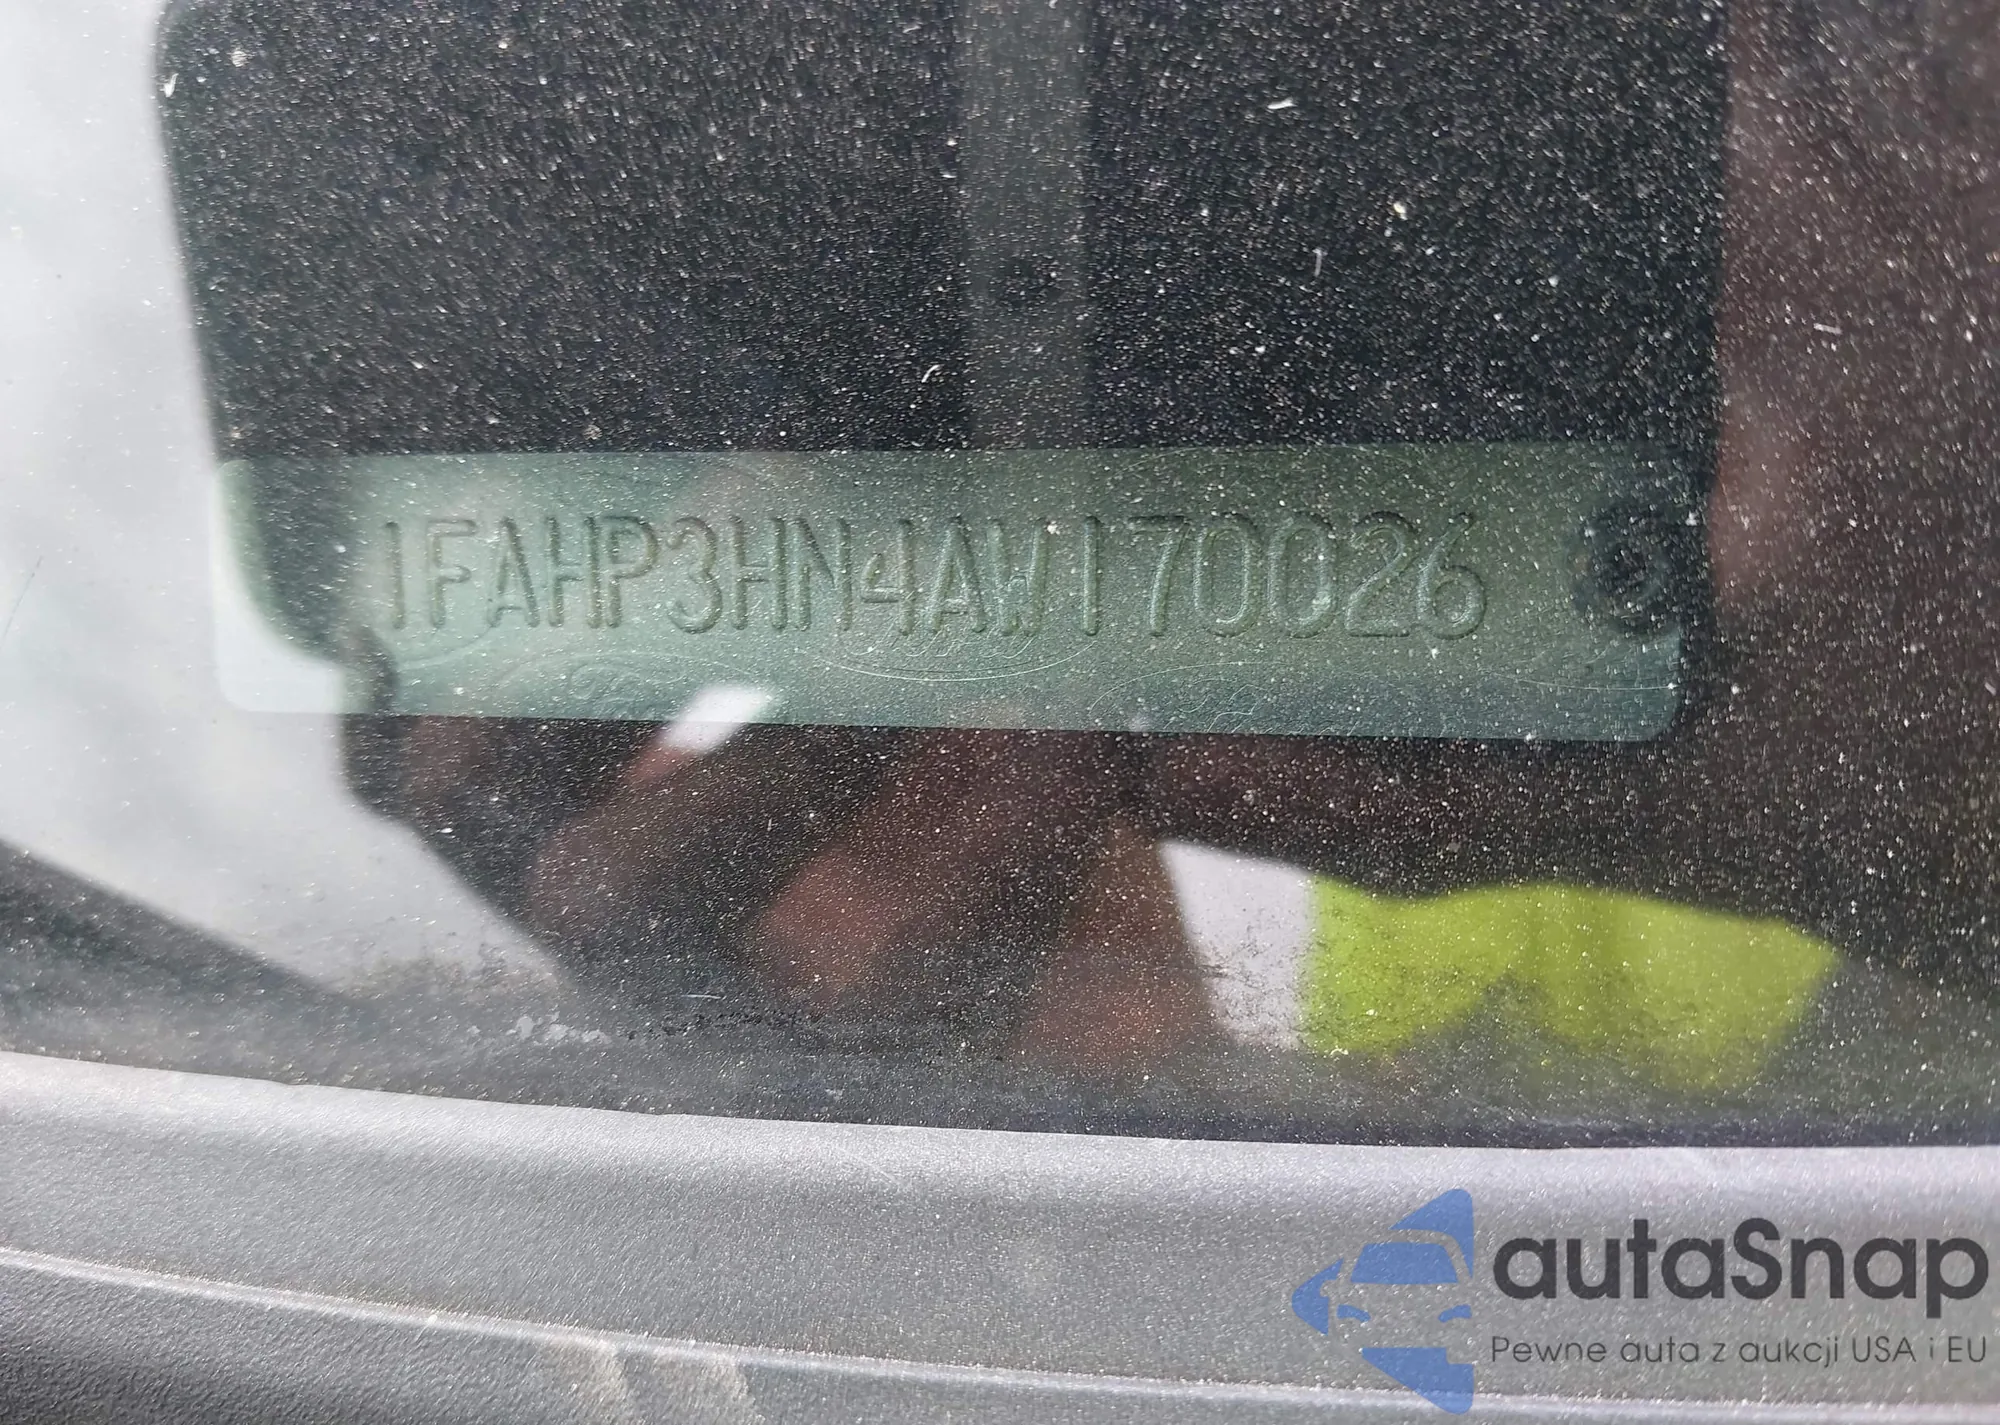 1FAHP3HN4AW170026
autaSnap
Pewne auta z aukcji USA i EU